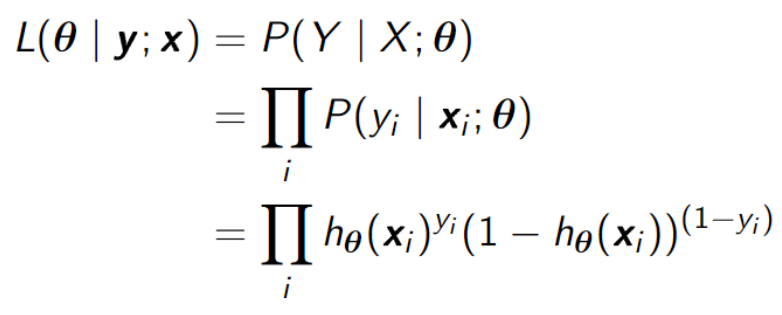 L(θ | y; x) = P(Y | X; θ)
= ∏_i P(y_i | x_i; θ)
= ∏_i h_θ(x_i)^{y_i}(1 − h_θ(x_i))^{(1−y_i)}